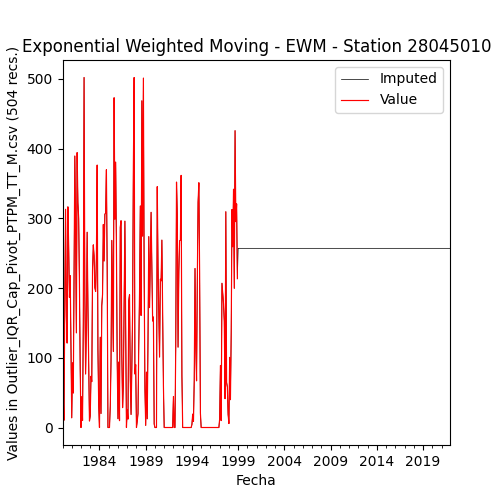 Exponential Weighted Moving - EWM - Station 28045010
Values in Outlier_IQR_Cap_Pivot_PTPM_TT_M.csv (504 recs.)
500
400
300
200
100
0
Imputed
Value
1984 1989 1994 1999 2004 2009 2014 2019
Fecha